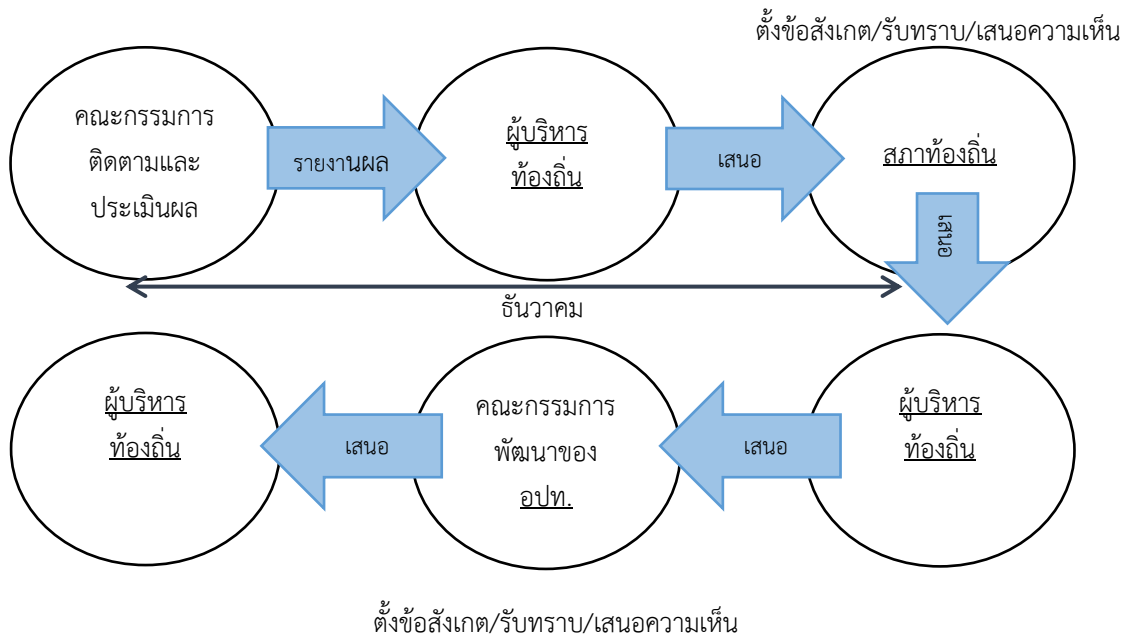 ตั้งข้อสังเกต/รับทราบ/เสนอความเห็น
คณะกรรมการ
ติดตามและ
ประเมินผล
รายงานผล
ผู้บริหาร
ท้องถิ่น
เสนอ
สภาท้องถิ่น
เสนอ
ธันวาคม
ผู้บริหาร
ท้องถิ่น
เสนอ
คณะกรรมการ
พัฒนาของ
อปท.
เสนอ
ผู้บริหาร
ท้องถิ่น
ตั้งข้อสังเกต/รับทราบ/เสนอความเห็น